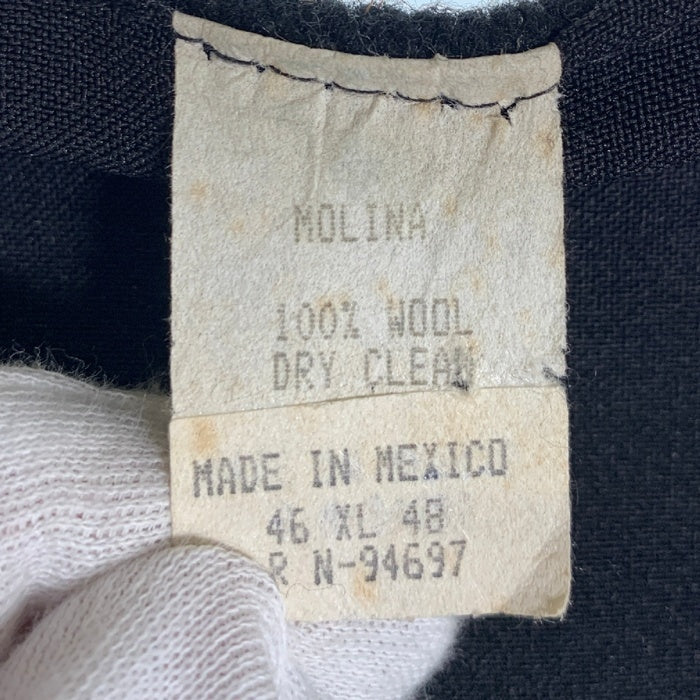 MOLINA
100% WOOL
DRY CLEAN
MADE IN MEXICO
46 XL 48
R N-94697